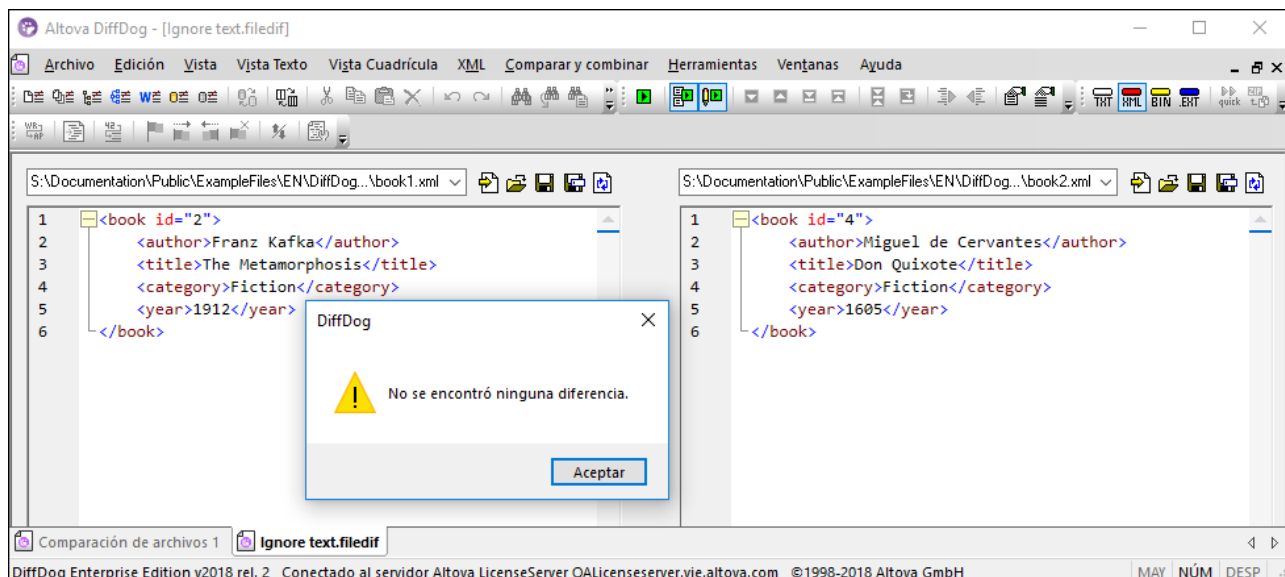 Altova DiffDog - [Ignore text.filedif]
Archivo Edición Vista Vista Texto Vista Cuadrícula XML Comparar y combinar Herramientas Ventanas Ayuda
TXT XML BIN .EXT quick
S:\Documentation\Public\ExampleFiles\EN\DiffDog...\book1.xml
1 <book id="2">
2 <author>Franz Kafka</author>
3 <title>The Metamorphosis</title>
4 <category>Fiction</category>
5 <year>1912</year>
6 </book>
S:\Documentation\Public\ExampleFiles\EN\DiffDog...\book2.xml
1 <book id="4">
2 <author>Miguel de Cervantes</author>
3 <title>Don Quixote</title>
4 <category>Fiction</category>
5 <year>1605</year>
6 </book>
DiffDog
No se encontró ninguna diferencia.
Aceptar
Comparación de archivos 1 Ignore text.filedif
DiffDog Enterprise Edition v2018 rel. 2 Conectado al servidor Altova LicenseServer QALicenseserver.vie.altova.com ©1998-2018 Altova GmbH MAY NÚM DESP